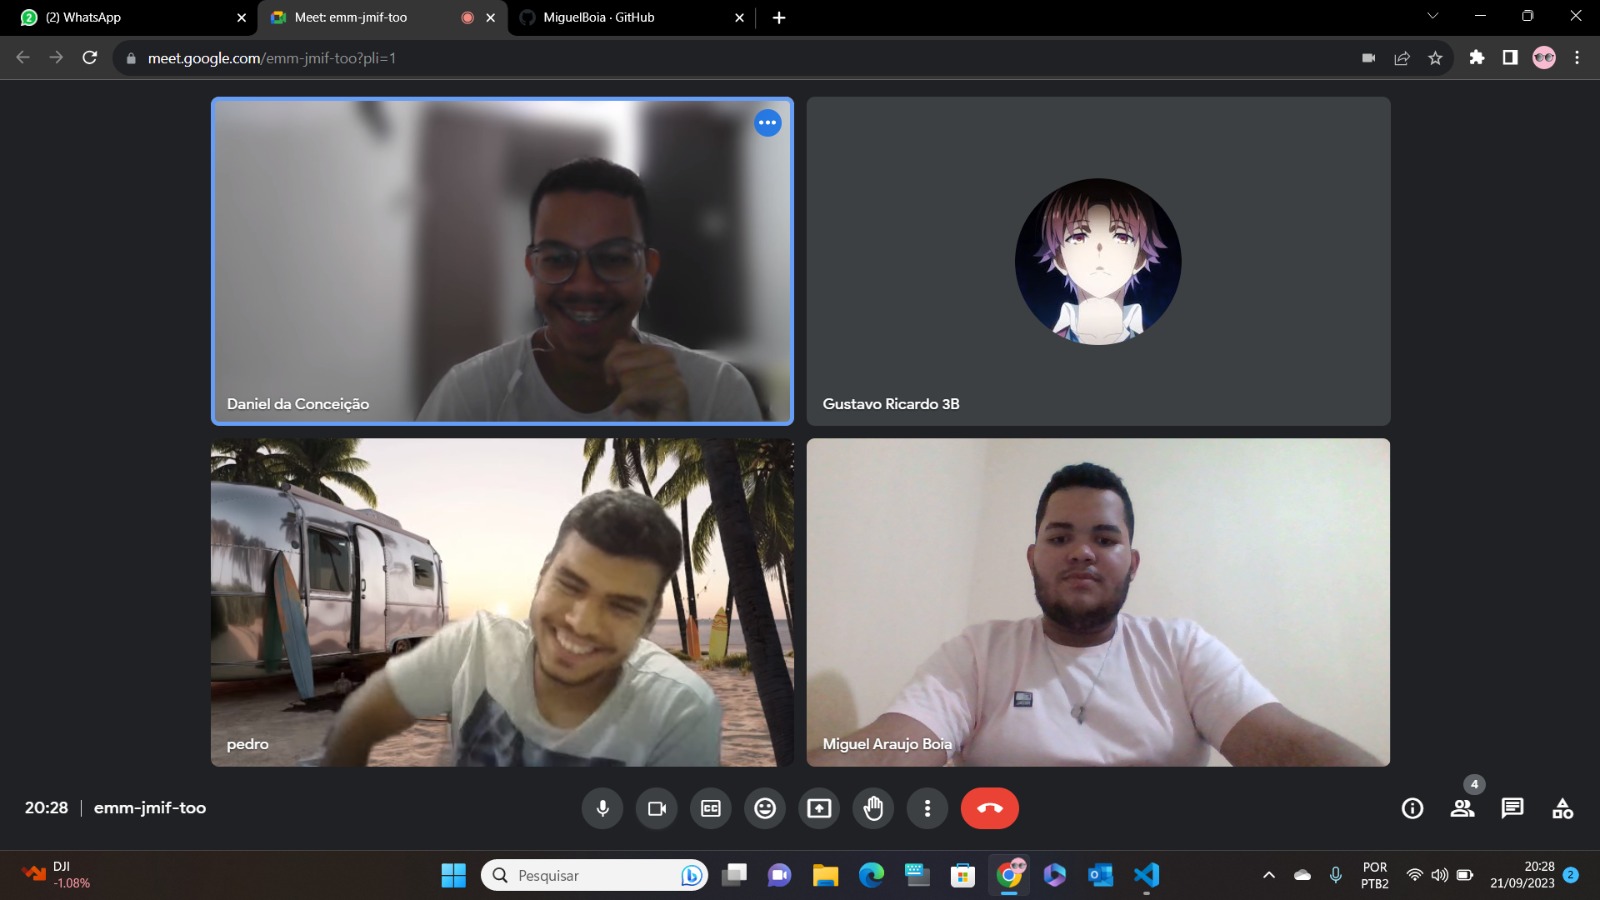 (2) WhatsApp
Meet: emm-jmif-too
MiguelBoia · GitHub
meet.google.com/emm-jmif-too?pli=1
Daniel da Conceição
Gustavo Ricardo 3B
pedro
Miguel Araujo Boia
20:28 | emm-jmif-too
CC
4
DJI
-1.08%
Pesquisar
POR
PTB2
20:28
21/09/2023
2